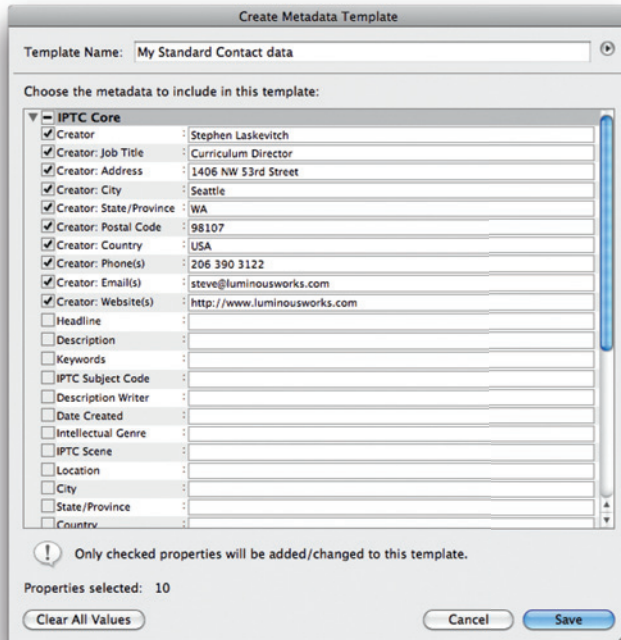 Create Metadata Template
Template Name: My Standard Contact data
Choose the metadata to include in this template:
IPTC Core
Creator : Stephen Laskevitch
Creator: Job Title : Curriculum Director
Creator: Address : 1406 NW 53rd Street
Creator: City : Seattle
Creator: State/Province : WA
Creator: Postal Code : 98107
Creator: Country : USA
Creator: Phone(s) : 206 390 3122
Creator: Email(s) : steve@luminousworks.com
Creator: Website(s) : http://www.luminousworks.com
Headline :
Description :
Keywords :
IPTC Subject Code :
Description Writer :
Date Created :
Intellectual Genre :
IPTC Scene :
Location :
City :
State/Province :
Country :
Only checked properties will be added/changed to this template.
Properties selected: 10
Clear All Values Cancel Save